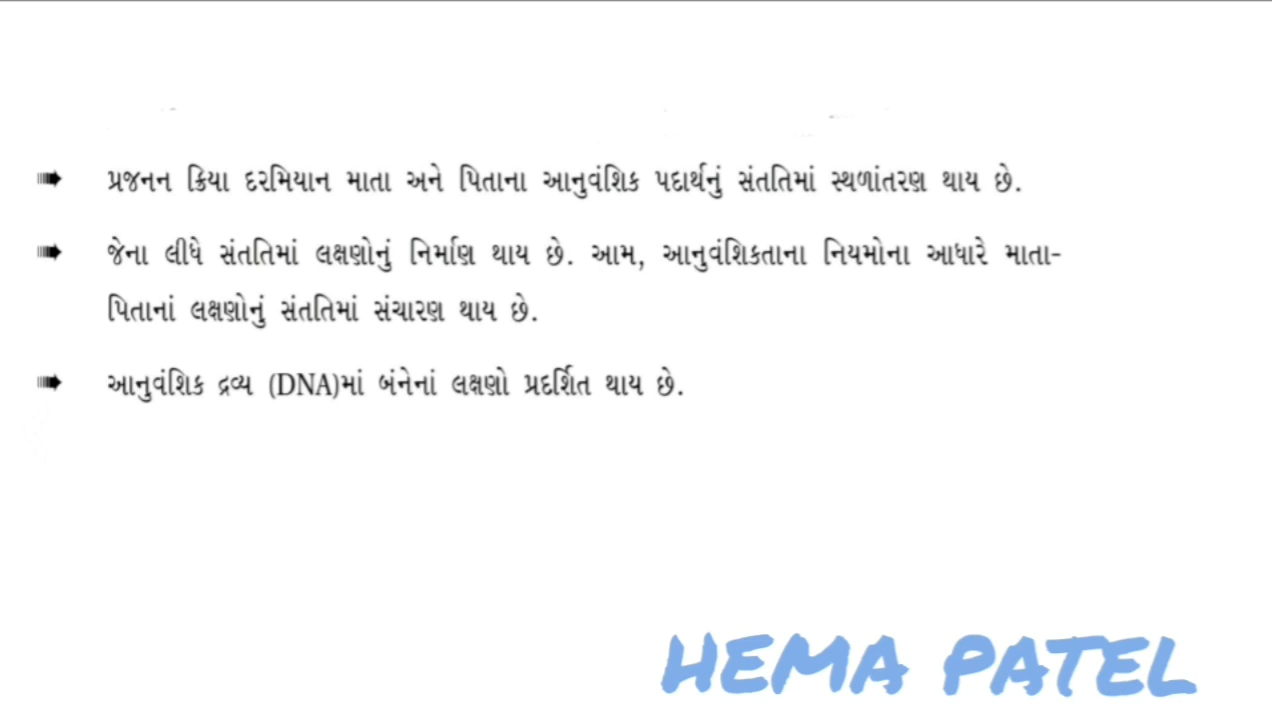 ➠ પ્રજનન ક્રિયા દરમિયાન માતા અને પિતાના આનુવંશિક પદાર્થનું સંતતિમાં સ્થળાંતરણ થાય છે.
➠ જેના લીધે સંતતિમાં લક્ષણોનું નિર્માણ થાય છે. આમ, આનુવંશિકતાના નિયમોના આધારે માતા-
પિતાનાં લક્ષણોનું સંતતિમાં સંચારણ થાય છે.
➠ આનુવંશિક દ્રવ્ય (DNA)માં બંનેનાં લક્ષણો પ્રદર્શિત થાય છે.
HEMA PATEL